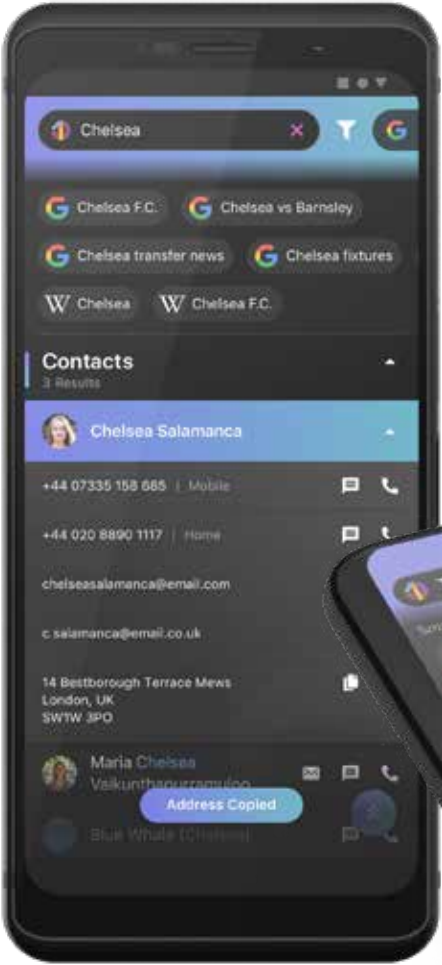 Chelsea
Chelsea F.C.
Chelsea vs Barnsley
Chelsea transfer news
Chelsea fixtures
Chelsea
Chelsea F.C.
Contacts
3 Results
Chelsea Salamanca
+44 07335 158 685 | Mobile
+44 020 8890 1117 | Home
chelseasalamanca@email.com
c.salamanca@email.co.uk
14 Bestborough Terrace Mews
London, UK
SW1W 3PO
Maria Chelsea
Vaikunthapurramuloo
Address Copied
Blue Whale (Chelsea)